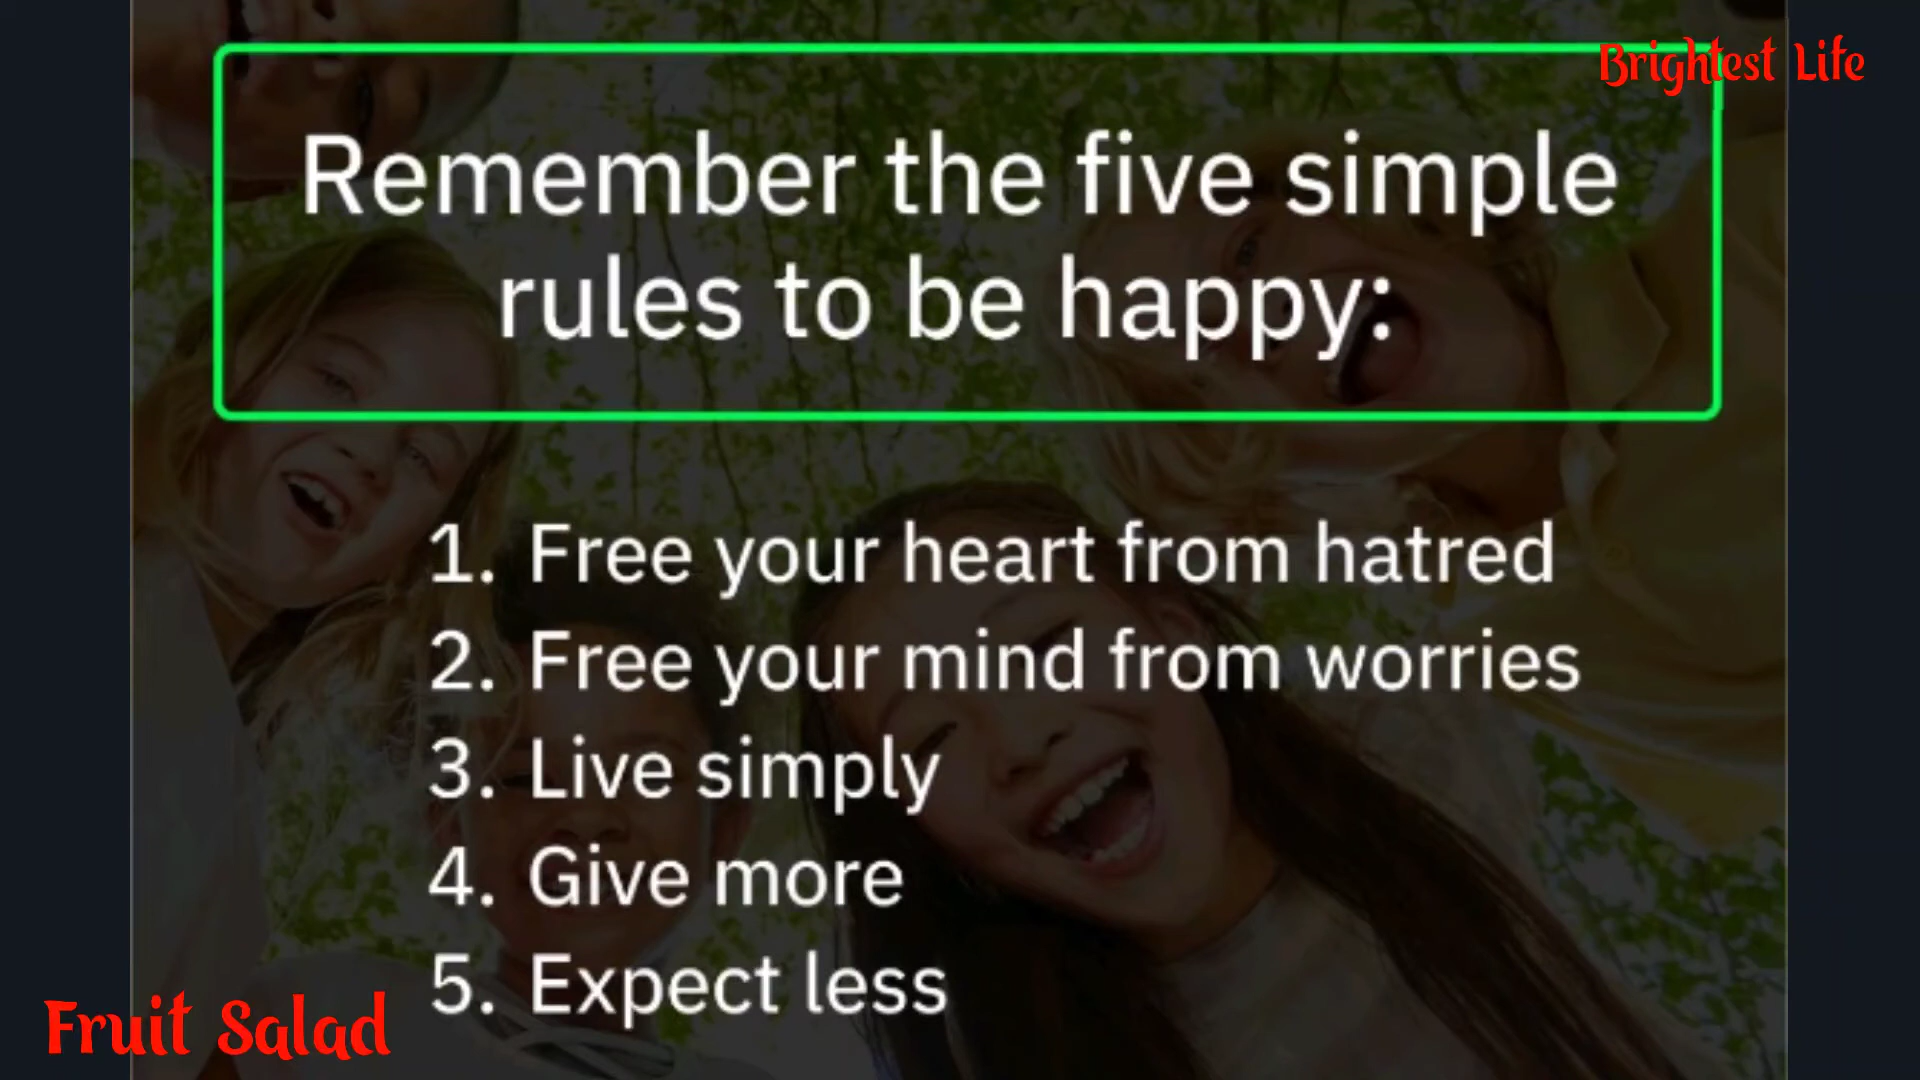 Brightest Life
Remember the five simple
rules to be happy:
1. Free your heart from hatred
2. Free your mind from worries
3. Live simply
4. Give more
5. Expect less
Fruit Salad